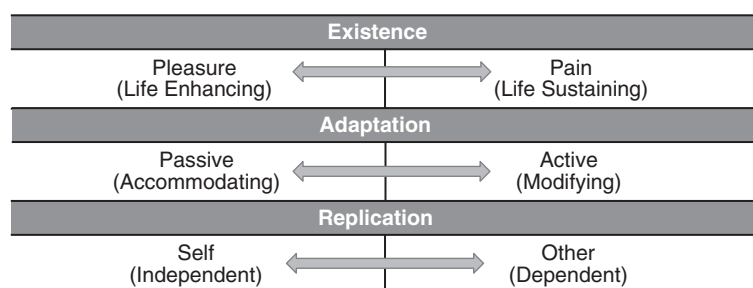 Existence
Pleasure Pain
(Life Enhancing) (Life Sustaining)
Adaptation
Passive Active
(Accommodating) (Modifying)
Replication
Self Other
(Independent) (Dependent)